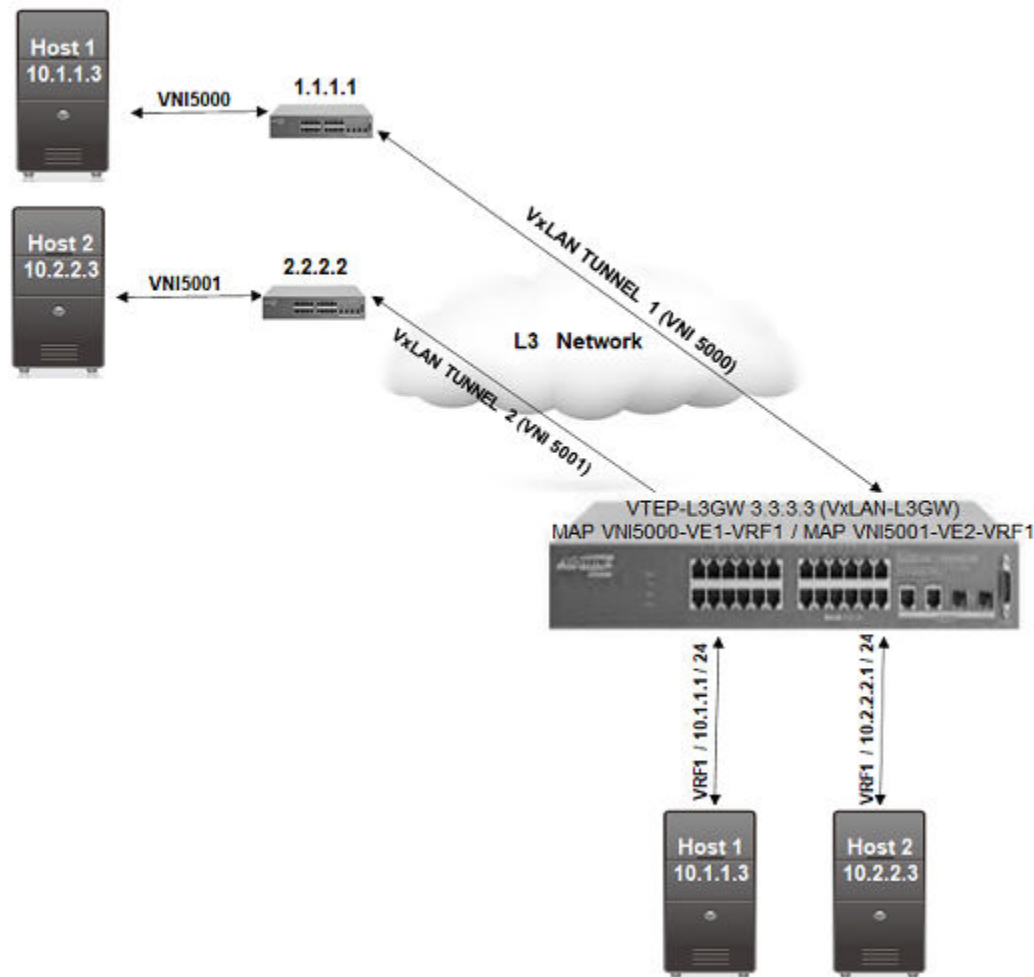 Host 1
10.1.1.3
VNI5000
1.1.1.1
Host 2
10.2.2.3
VNI5001
2.2.2.2
VxLAN TUNNEL 1 (VNI 5000)
L3 Network
VxLAN TUNNEL 2 (VNI 5001)
VTEP-L3GW 3.3.3.3 (VxLAN-L3GW)
MAP VNI5000-VE1-VRF1 / MAP VNI5001-VE2-VRF1
VRF1 / 10.1.1.1 / 24
VRF1 / 10.2.2.2.1 / 24
Host 1
10.1.1.3
Host 2
10.2.2.3